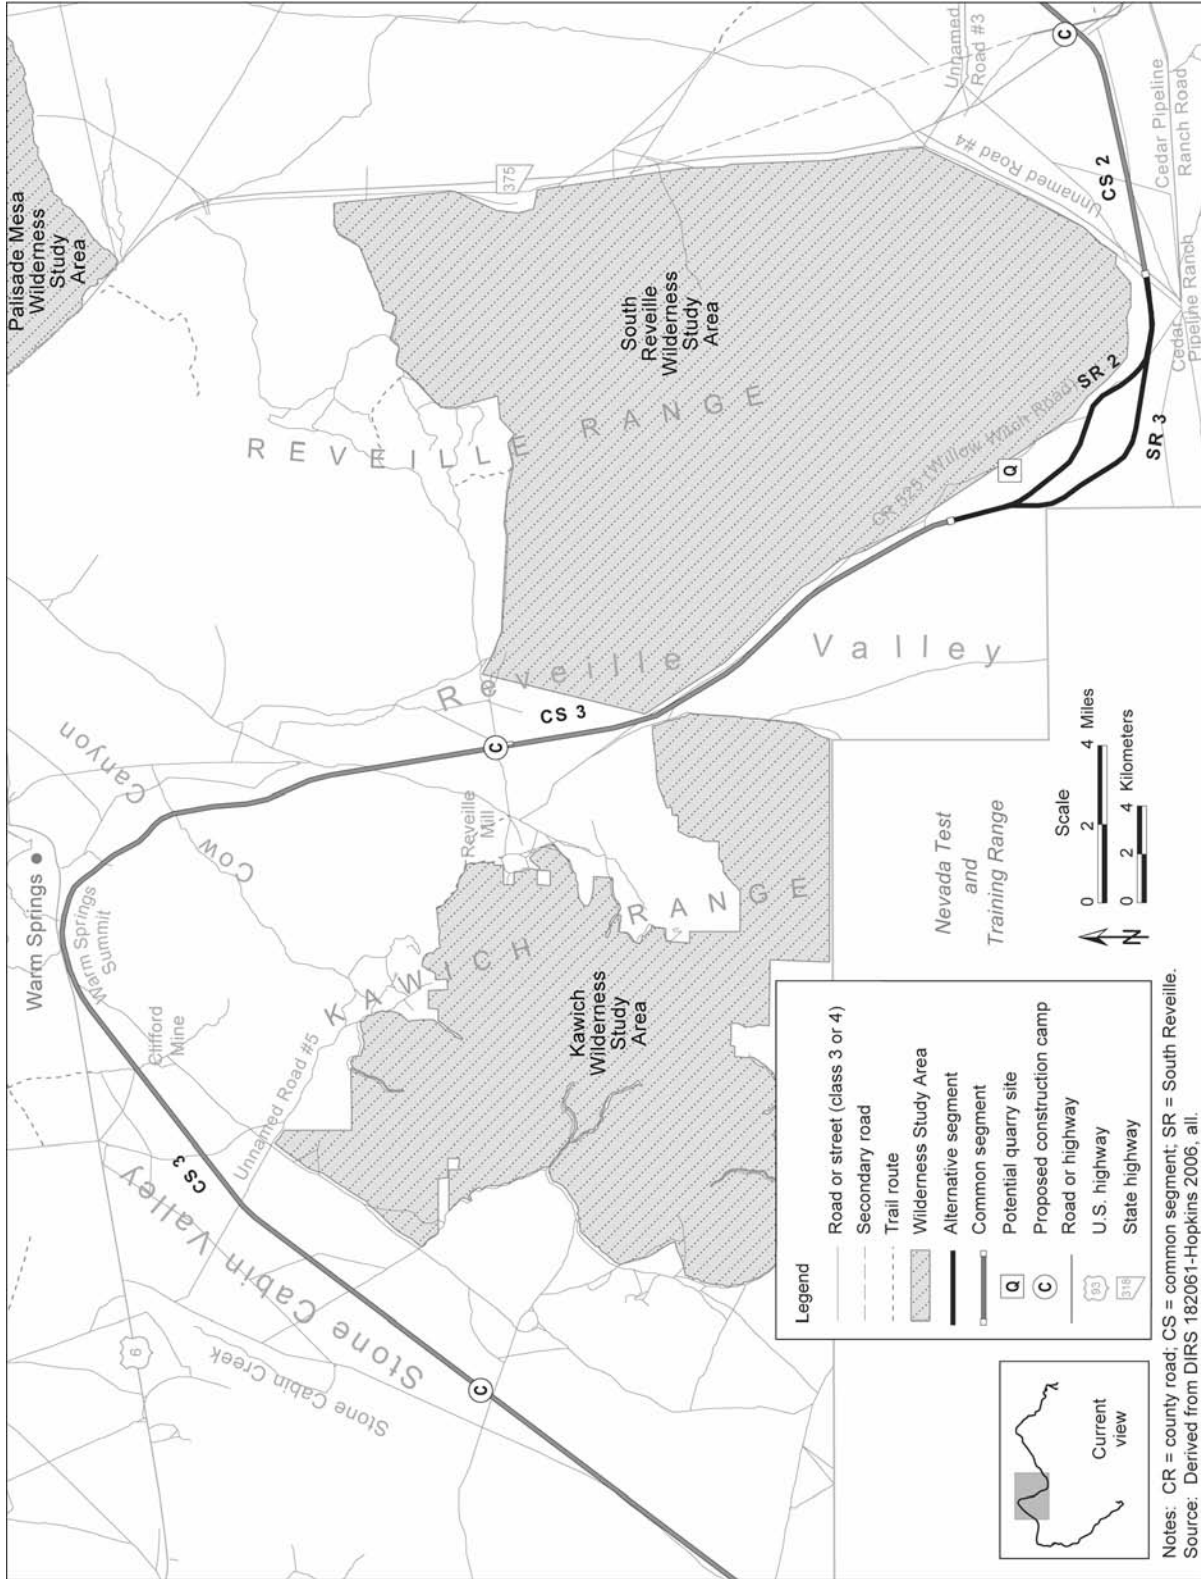 Palisade Mesa
Wilderness
Study
Area
Warm Springs
Warm Springs
Summit
Cow
Canyon
Clifford
Mine
6
CS 3
Unnamed Road #5
Stone Cabin Valley
Stone Cabin Creek
C
KAWICH
RANGE
Kawich
Wilderness
Study
Area
Reveille
Mill
C
CS 3
Reveille
Valley
REVEILLE
RANGE
375
South
Reveille
Wilderness
Study
Area
CR 525 (Willow Witch Road)
Q
SR 2
SR 3
Unnamed
Road #3
Unnamed Road #4
C
CS 2
Cedar Pipeline
Ranch Road
Cedar
Pipeline Ranch
Nevada Test
and
Training Range
Scale
0 2 4 Miles
0 2 4 Kilometers
N
Legend
Road or street (class 3 or 4)
Secondary road
Trail route
Wilderness Study Area
Alternative segment
Common segment
Q Potential quarry site
C Proposed construction camp
Road or highway
93 U.S. highway
318 State highway
Current
view
Notes: CR = county road; CS = common segment; SR = South Reveille.
Source: Derived from DIRS 182061-Hopkins 2006, all.